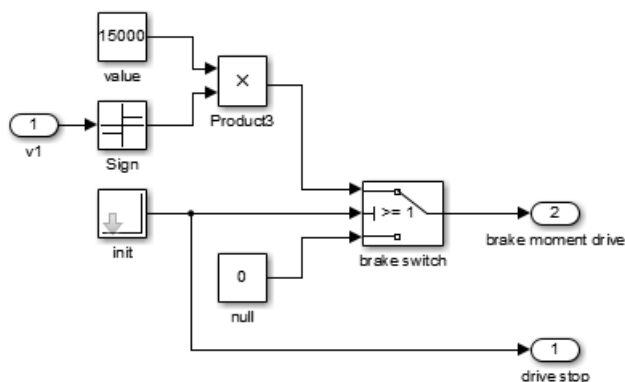 15000
value
×
Product3
1
v1
Sign
init
>= 1
brake switch
2
brake moment drive
0
null
1
drive stop